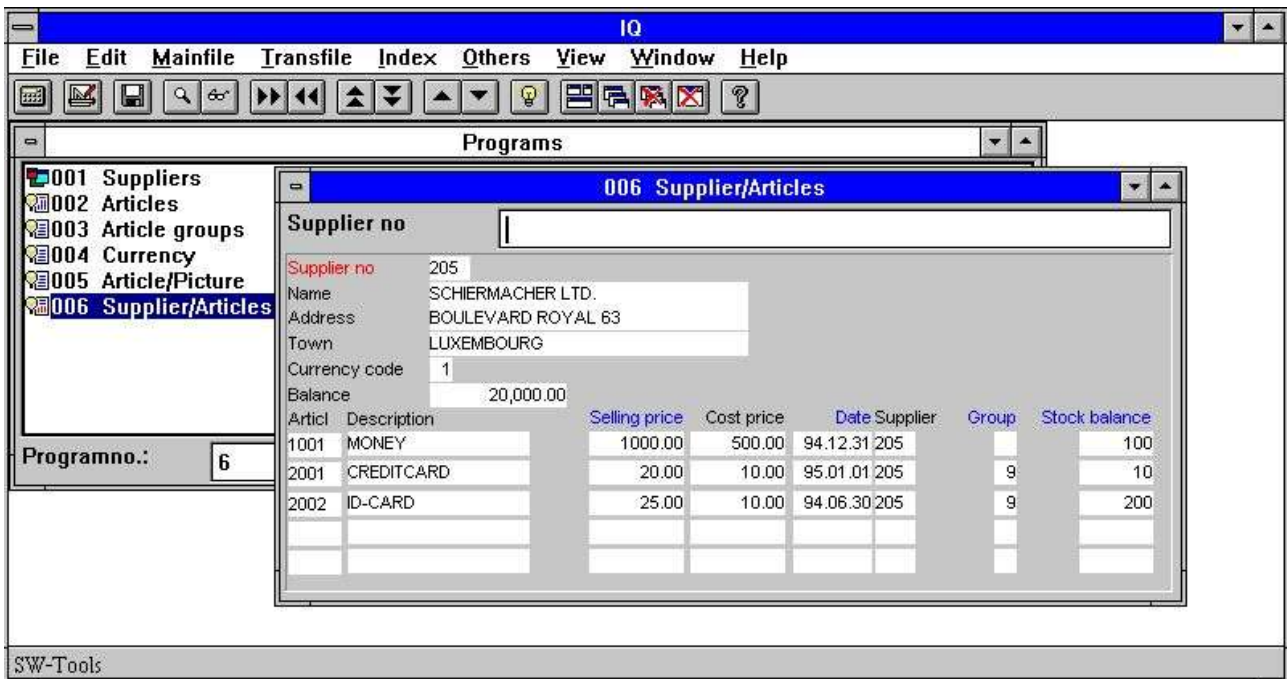 IQ
File Edit Mainfile Transfile Index Others View Window Help
Programs
001 Suppliers
002 Articles
003 Article groups
004 Currency
005 Article/Picture
006 Supplier/Articles
Programno.: 6
006 Supplier/Articles
Supplier no
Supplier no 205
Name SCHIERMACHER LTD.
Address BOULEVARD ROYAL 63
Town LUXEMBOURG
Currency code 1
Balance 20,000.00
Articl Description Selling price Cost price Date Supplier Group Stock balance
1001 MONEY 1000.00 500.00 94.12.31 205 100
2001 CREDITCARD 20.00 10.00 95.01.01 205 9 10
2002 ID-CARD 25.00 10.00 94.06.30 205 9 200
SW-Tools